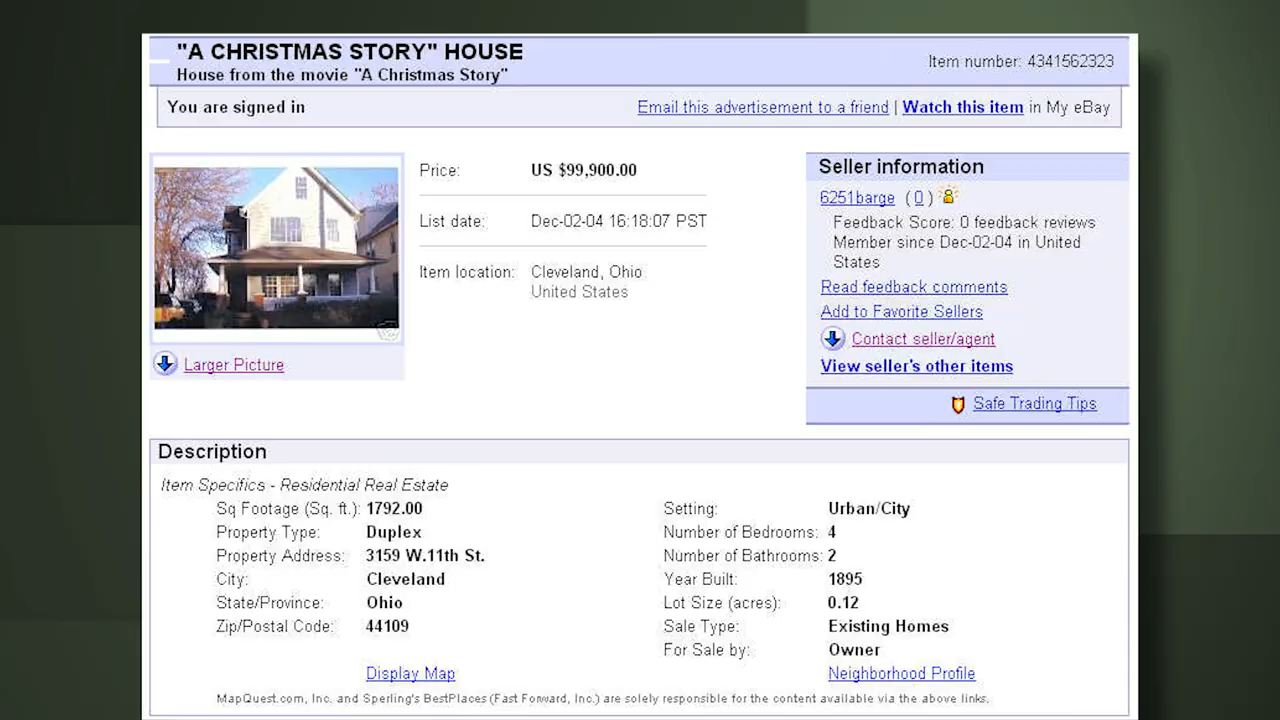 "A CHRISTMAS STORY" HOUSE
House from the movie "A Christmas Story"
Item number: 4341562323
You are signed in
Email this advertisement to a friend | Watch this item in My eBay
Price: US $99,900.00
List date: Dec-02-04 16:18:07 PST
Item location: Cleveland, Ohio
United States
Larger Picture
Seller information
6251barge ( 0 )
Feedback Score: 0 feedback reviews
Member since Dec-02-04 in United
States
Read feedback comments
Add to Favorite Sellers
Contact seller/agent
View seller's other items
Safe Trading Tips
Description
Item Specifics - Residential Real Estate
Sq Footage (Sq. ft.): 1792.00
Property Type: Duplex
Property Address: 3159 W.11th St.
City: Cleveland
State/Province: Ohio
Zip/Postal Code: 44109
Display Map
Setting: Urban/City
Number of Bedrooms: 4
Number of Bathrooms: 2
Year Built: 1895
Lot Size (acres): 0.12
Sale Type: Existing Homes
For Sale by: Owner
Neighborhood Profile
MapQuest.com, Inc. and Sperling's BestPlaces (Fast Forward, Inc.) are solely responsible for the content available via the above links.